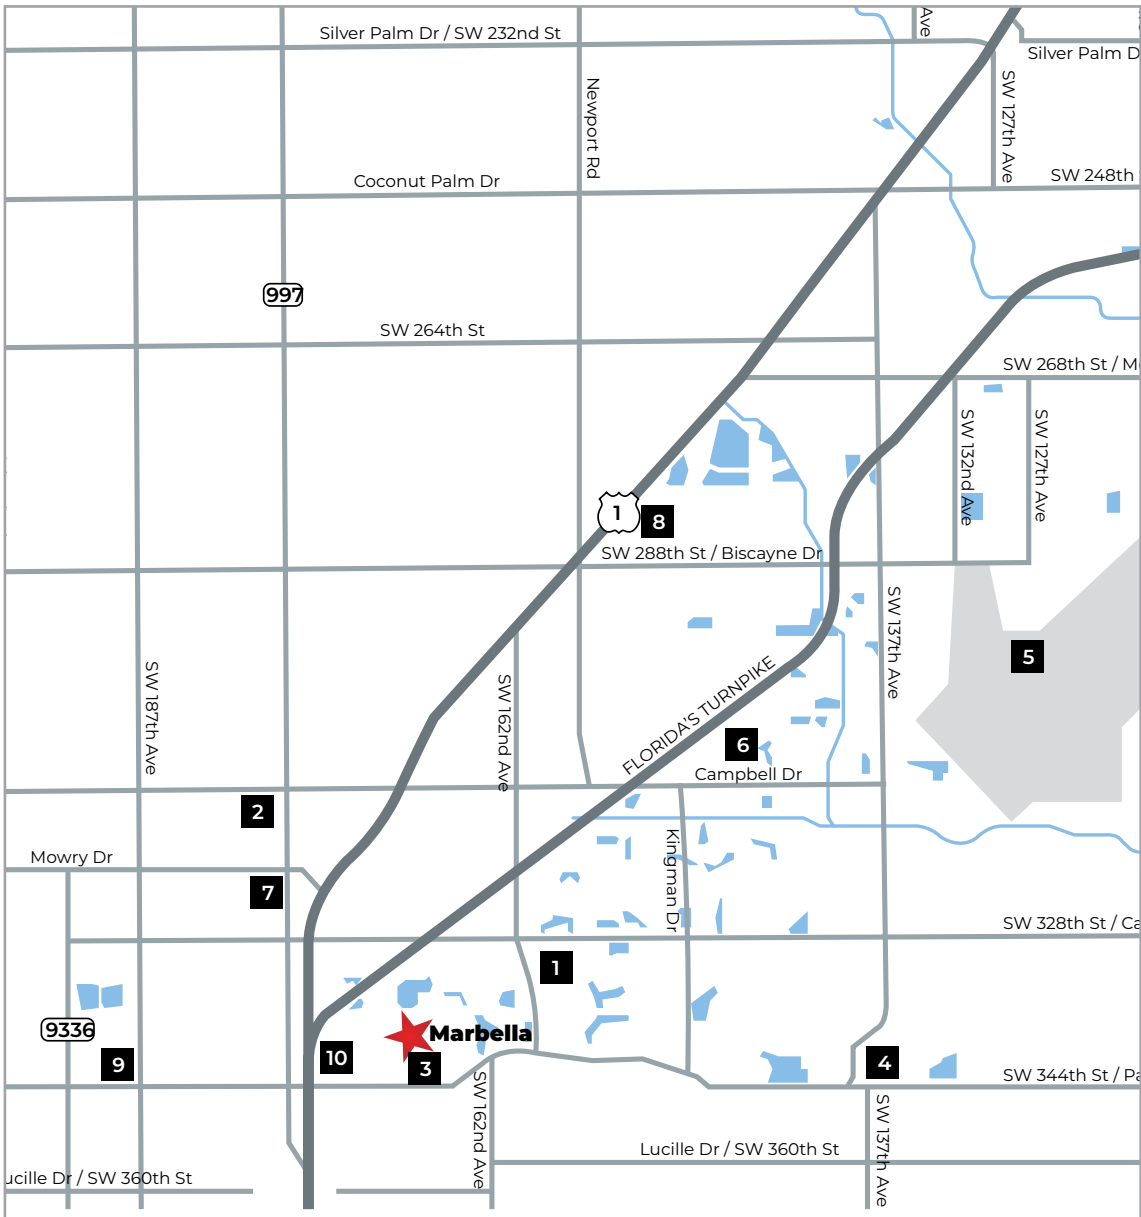 Ave
Silver Palm Dr / SW 232nd St
Silver Palm D
Newport Rd
SW 127th Ave
Coconut Palm Dr
SW 248th
997
SW 264th St
SW 268th St / M
SW 132nd Ave
SW 127th Ave
1
8
SW 288th St / Biscayne Dr
SW 137th Ave
5
SW 187th Ave
SW 162nd Ave
FLORIDA'S TURNPIKE
6
Campbell Dr
2
Kingman Dr
Mowry Dr
7
SW 328th St / Ca
1
9336
Marbella
10
3
9
4
SW 344th St / Pa
SW 162nd Ave
SW 137th Ave
Lucille Dr / SW 360th St
ucille Dr / SW 360th St